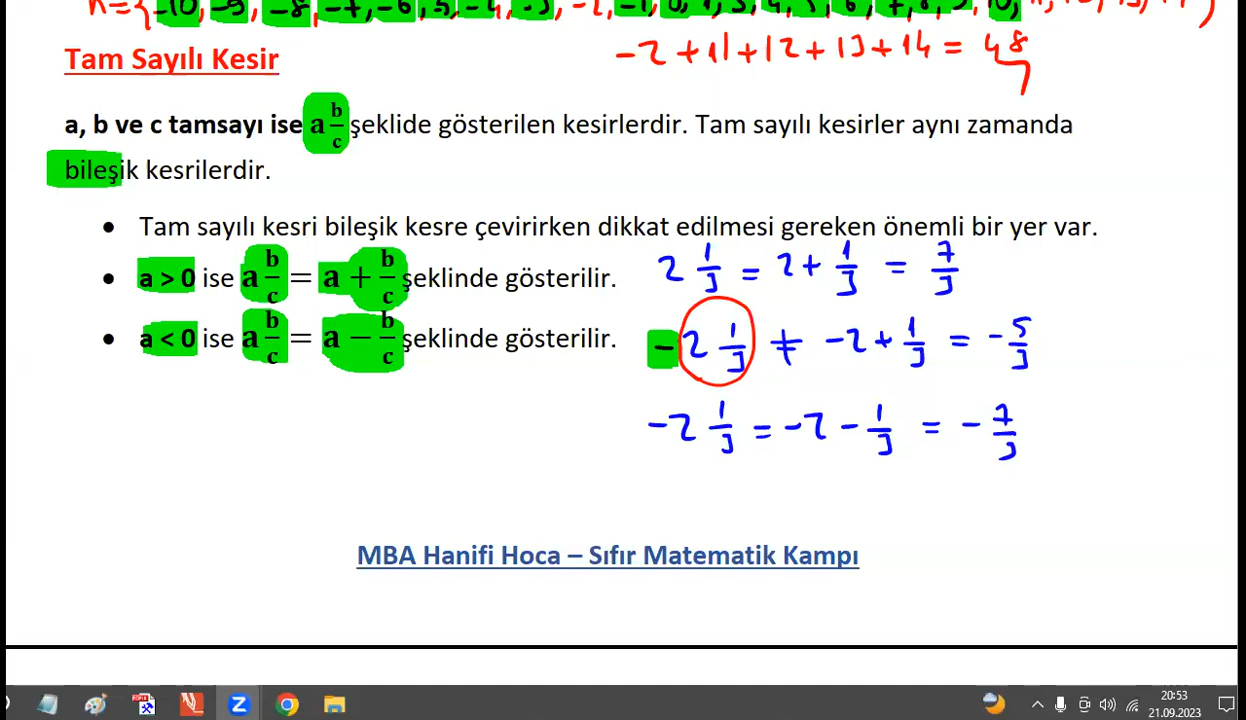 -2 + 11 + 12 + 13 + 14 = 48
Tam Sayılı Kesir
a, b ve c tamsayı ise a b/c şeklide gösterilen kesirlerdir. Tam sayılı kesirler aynı zamanda
bileşik kesrilerdir.
• Tam sayılı kesri bileşik kesre çevirirken dikkat edilmesi gereken önemli bir yer var.
• a > 0 ise a b/c = a + b/c şeklinde gösterilir. 2 1/3 = 2 + 1/3 = 7/3
• a < 0 ise a b/c = a − b/c şeklinde gösterilir. -2 1/3 ≠ -2 + 1/3 = -5/3
-2 1/3 = -2 - 1/3 = -7/3
MBA Hanifi Hoca – Sıfır Matematik Kampı
20:53
21.09.2023